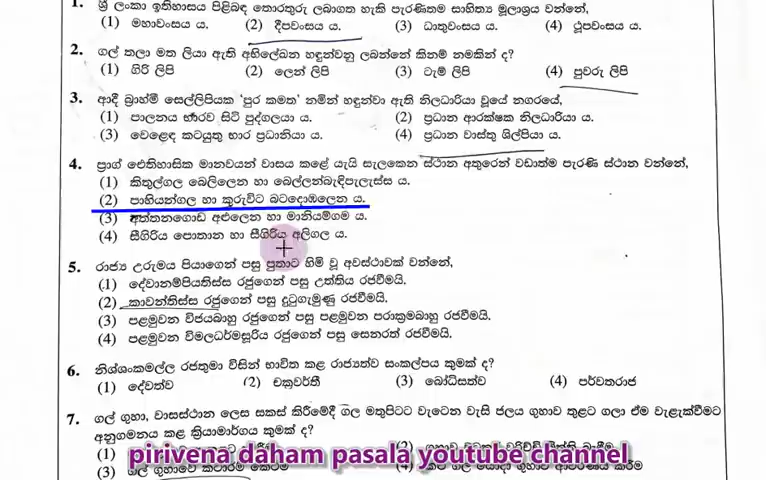 1. ශ්‍රී ලංකා ඉතිහාසය පිළිබඳ තොරතුරු ලබාගත හැකි පැරණිතම සාහිත්‍ය මූලාශ්‍රය වන්නේ,
(1) මහාවංසය ය. (2) දීපවංසය ය. (3) ධාතුවංසය ය. (4) ථූපවංසය ය.
2. ගල් තලා මත ලියා ඇති අභිලේඛන හඳුන්වනු ලබන්නේ කිනම් නමකින් ද?
(1) ගිරි ලිපි (2) ලෙන් ලිපි (3) ටැම් ලිපි (4) පුවරු ලිපි
3. ආදී බ්‍රාහ්මී සෙල්ලිපියක 'පුර කමත' නමින් හඳුන්වා ඇති නිලධාරියා වූයේ නගරයේ,
(1) පාලනය භාරව සිටි පුද්ගලයා ය. (2) ප්‍රධාන ආරක්ෂක නිලධාරියා ය.
(3) වෙළෙඳ කටයුතු භාර ප්‍රධානියා ය. (4) ප්‍රධාන වාස්තු ශිල්පියා ය.
4. ප්‍රාග් ඓතිහාසික මානවයන් වාසය කළේ යැයි සැලකෙන ස්ථාන අතුරෙන් වඩාත්ම පැරණි ස්ථාන වන්නේ,
(1) කිතුල්ගල බෙලිලෙන හා බෙල්ලන්බැඳිපැලැස්ස ය.
(2) පාහියන්ගල හා කුරුවිට බටදොඹලෙන ය.
(3) අත්තනගොඩ අළුලෙන හා මානියම්ගම ය.
(4) සීගිරිය පොතාන හා සීගිරිය අලිගල ය.
5. රාජ්‍ය උරුමය පියාගෙන් පසු පුතාට හිමි වූ අවස්ථාවක් වන්නේ,
(1) දේවානම්පියතිස්ස රජුගෙන් පසු උත්තිය රජවීමයි.
(2) කාවන්තිස්ස රජුගෙන් පසු දුටුගැමුණු රජවීමයි.
(3) පළමුවන විජයබාහු රජුගෙන් පසු පළමුවන පරාක්‍රමබාහු රජවීමයි.
(4) පළමුවන විමලධර්මසූරිය රජුගෙන් පසු සෙනරත් රජවීමයි.
6. නිශ්ශංකමල්ල රජතුමා විසින් භාවිත කළ රාජ්‍යත්ව සංකල්පය කුමක් ද?
(1) දේවත්ව (2) චක්‍රවර්තී (3) බෝධිසත්ව (4) පර්වතරාජ
7. ගල් ගුහා, වාසස්ථාන ලෙස සකස් කිරීමේදී ගල මතුපිටට වැටෙන වැසි ජලය ගුහාව තුළට ගලා ඒම වැළැක්වීමට
අනුගමනය කළ ක්‍රියාමාර්ගය කුමක් ද?
(1) (2)
(3) ගල් ගුහාවේ කටාරම් කෙටීම (4)
pirivena daham pasala youtube channel